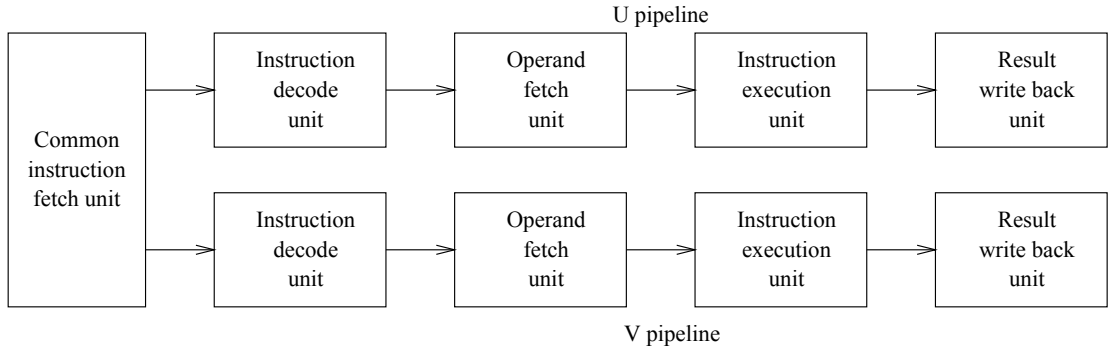 U pipeline
Common
instruction
fetch unit
Instruction
decode
unit
Operand
fetch
unit
Instruction
execution
unit
Result
write back
unit
Instruction
decode
unit
Operand
fetch
unit
Instruction
execution
unit
Result
write back
unit
V pipeline